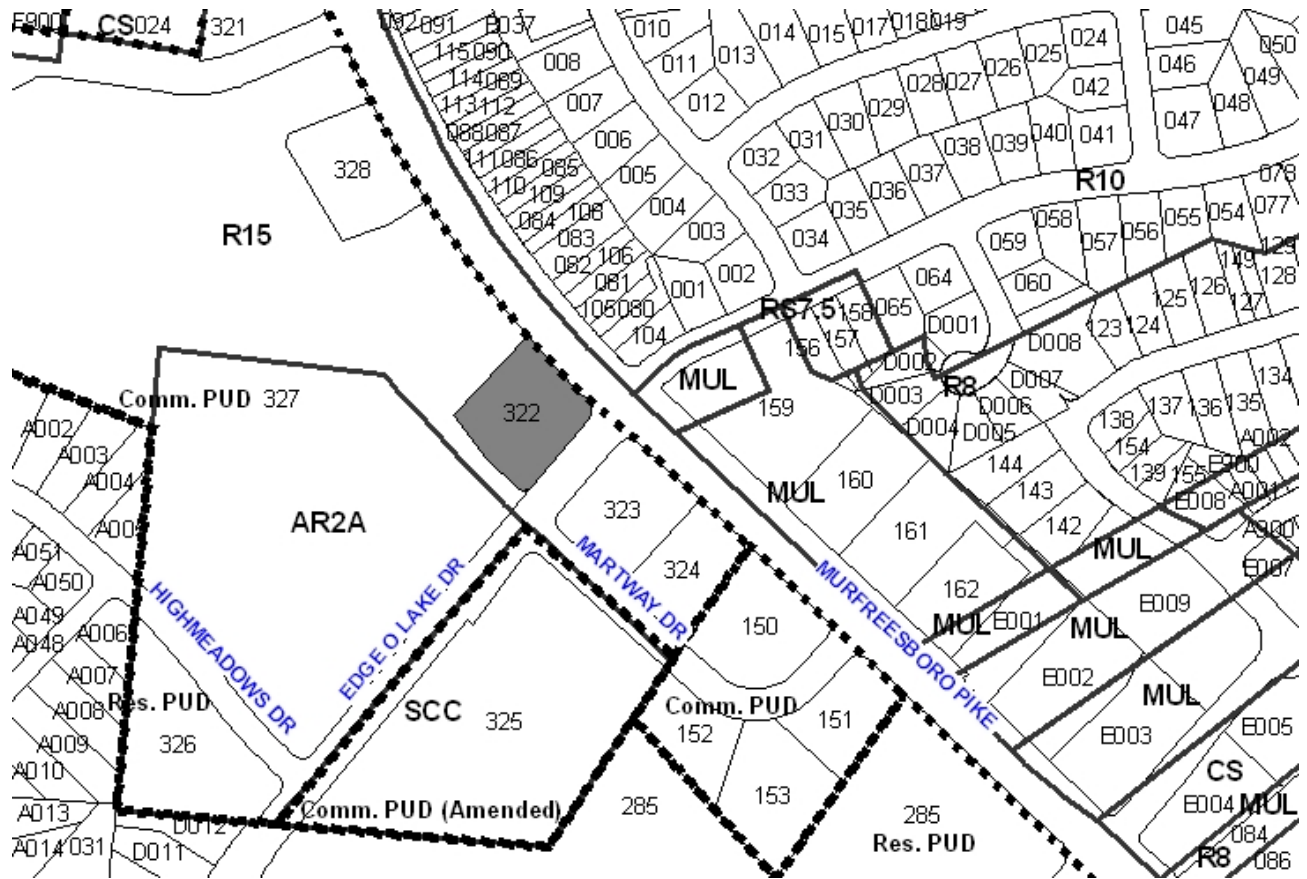 E900 CS 024 321
092 091 E037 010 014 015 017 018 019 024 045 050
115 090 008 011 013 026 025 046 049
114 089 007 012 028 027 042 048
113 112 006 030 029 040 041 047
088 087 031 038 039
111 086 085 005 032 036 037 R10 078
328 110 109 004 033 035 058 055 054 077
R15 084 108 003 034 059 057 056 149 129
083 106 002 064 060 126 128
082 081 001 RS7.5 158 065 125 127
106 080 104 156 157 D001 D008 123 124
MUL D002 R8 D007 134
Comm. PUD 327 322 159 D003 D006 137 136 135
A002 D004 D005 138 154 A002
A003 144 139 155 E900
A004 MUL 160 143 E008 A001
A005 AR2A 323 161 142 A900
A051 MUL E007
A050 324 162 E009
HIGHMEADOWS DR
EDGE O LAKE DR
MARTWAY DR
MURFREESBORO PIKE
A049 A006 150 MUL E001 MUL
A048
A007 E002
Res. PUD SCC 325 Comm. PUD MUL
A008 152 151 E003 E005
A009 326
A010 153 CS
A013 D012 Comm. PUD (Amended) 285 285 E004 MUL
A014 031 D011 Res. PUD 084
R8 086